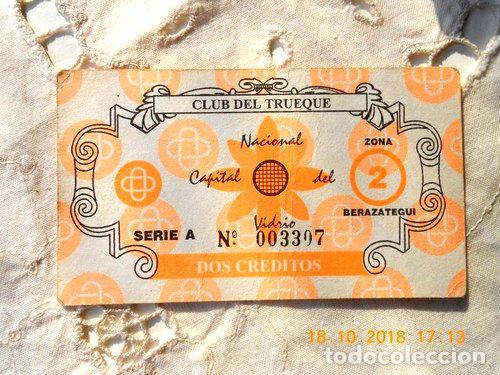 CLUB DEL TRUEQUE
Nacional
ZONA
Capital del
2
BERAZATEGUI
Vidrio
SERIE A Nº 003307
DOS CREDITOS
18.10.2018 17 13
todocoleccion